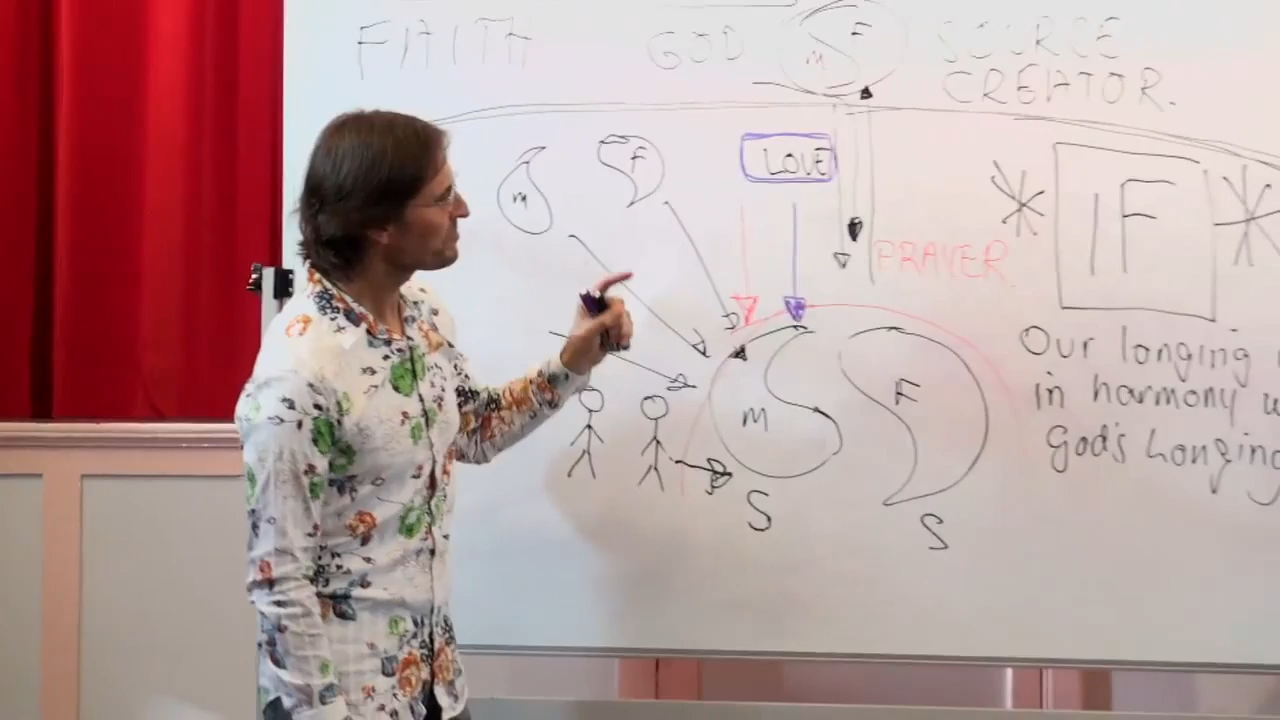 FAITH GOD M F SOURCE
CREATOR.
M F LOVE IF
PRAYER
Our longing
in harmony
God's Longing
M F
S S